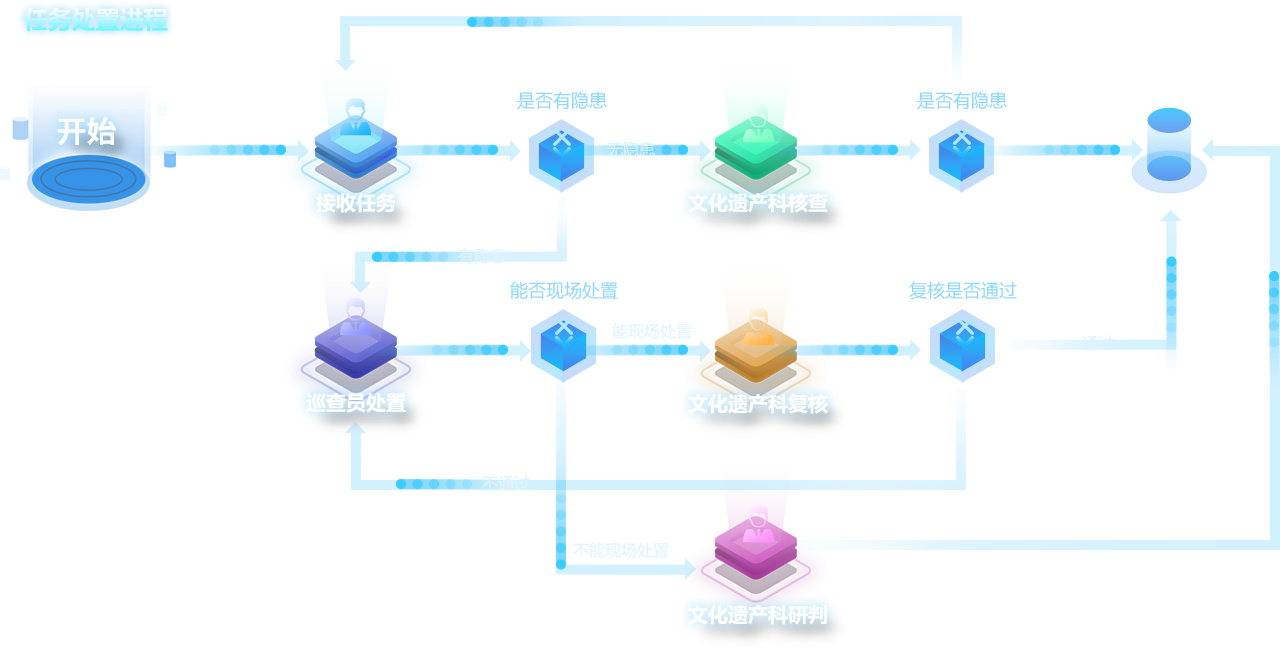 任务处置进程
开始
是否有隐患
是否有隐患
无隐患
接收任务
文化遗产科核查
有隐患
能否现场处置
复核是否通过
能现场处置
通过
巡查员处置
文化遗产科复核
不通过
不能现场处置
文化遗产科研判